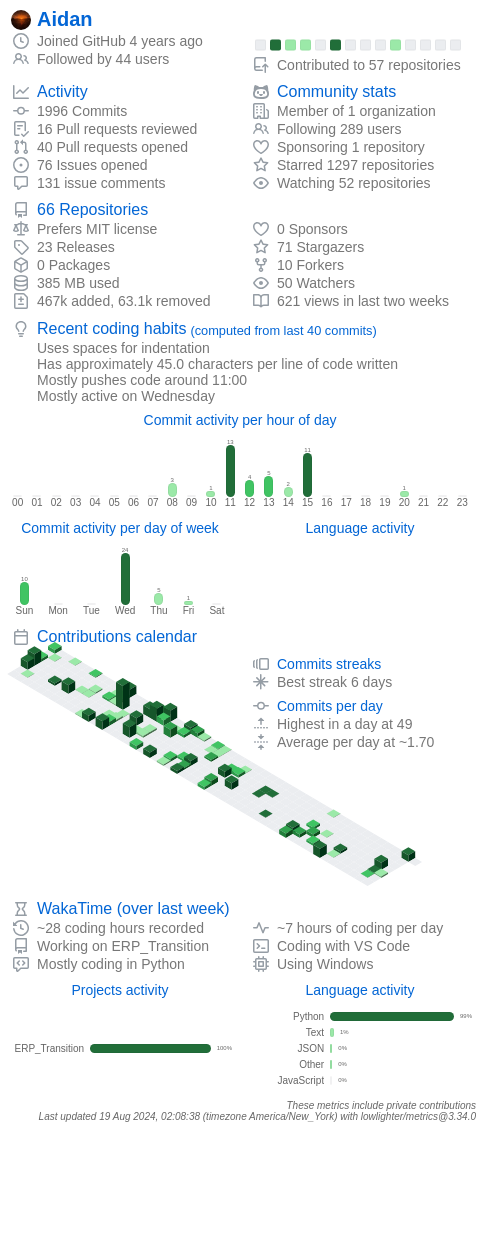 Aidan
Joined GitHub 4 years ago
Followed by 44 users
Contributed to 57 repositories
Activity
1996 Commits
16 Pull requests reviewed
40 Pull requests opened
76 Issues opened
131 issue comments
Community stats
Member of 1 organization
Following 289 users
Sponsoring 1 repository
Starred 1297 repositories
Watching 52 repositories
66 Repositories
Prefers MIT license
23 Releases
0 Packages
385 MB used
467k added, 63.1k removed
0 Sponsors
71 Stargazers
10 Forkers
50 Watchers
621 views in last two weeks
Recent coding habits (computed from last 40 commits)
Uses spaces for indentation
Has approximately 45.0 characters per line of code written
Mostly pushes code around 11:00
Mostly active on Wednesday
Commit activity per hour of day
3 1 13 4 5 2 11 1
00 01 02 03 04 05 06 07 08 09 10 11 12 13 14 15 16 17 18 19 20 21 22 23
Commit activity per day of week
10 24 5 1
Sun Mon Tue Wed Thu Fri Sat
Language activity
Contributions calendar
Commits streaks
Best streak 6 days
Commits per day
Highest in a day at 49
Average per day at ~1.70
WakaTime (over last week)
~28 coding hours recorded
Working on ERP_Transition
Mostly coding in Python
~7 hours of coding per day
Coding with VS Code
Using Windows
Projects activity
ERP_Transition 100%
Language activity
Python 99%
Text 1%
JSON 0%
Other 0%
JavaScript 0%
These metrics include private contributions
Last updated 19 Aug 2024, 02:08:38 (timezone America/New_York) with lowlighter/metrics@3.34.0